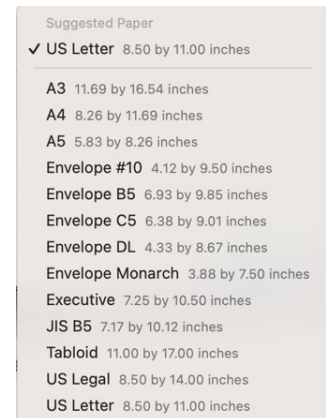 Suggested Paper
✓ US Letter 8.50 by 11.00 inches
A3 11.69 by 16.54 inches
A4 8.26 by 11.69 inches
A5 5.83 by 8.26 inches
Envelope #10 4.12 by 9.50 inches
Envelope B5 6.93 by 9.85 inches
Envelope C5 6.38 by 9.01 inches
Envelope DL 4.33 by 8.67 inches
Envelope Monarch 3.88 by 7.50 inches
Executive 7.25 by 10.50 inches
JIS B5 7.17 by 10.12 inches
Tabloid 11.00 by 17.00 inches
US Legal 8.50 by 14.00 inches
US Letter 8.50 by 11.00 inches